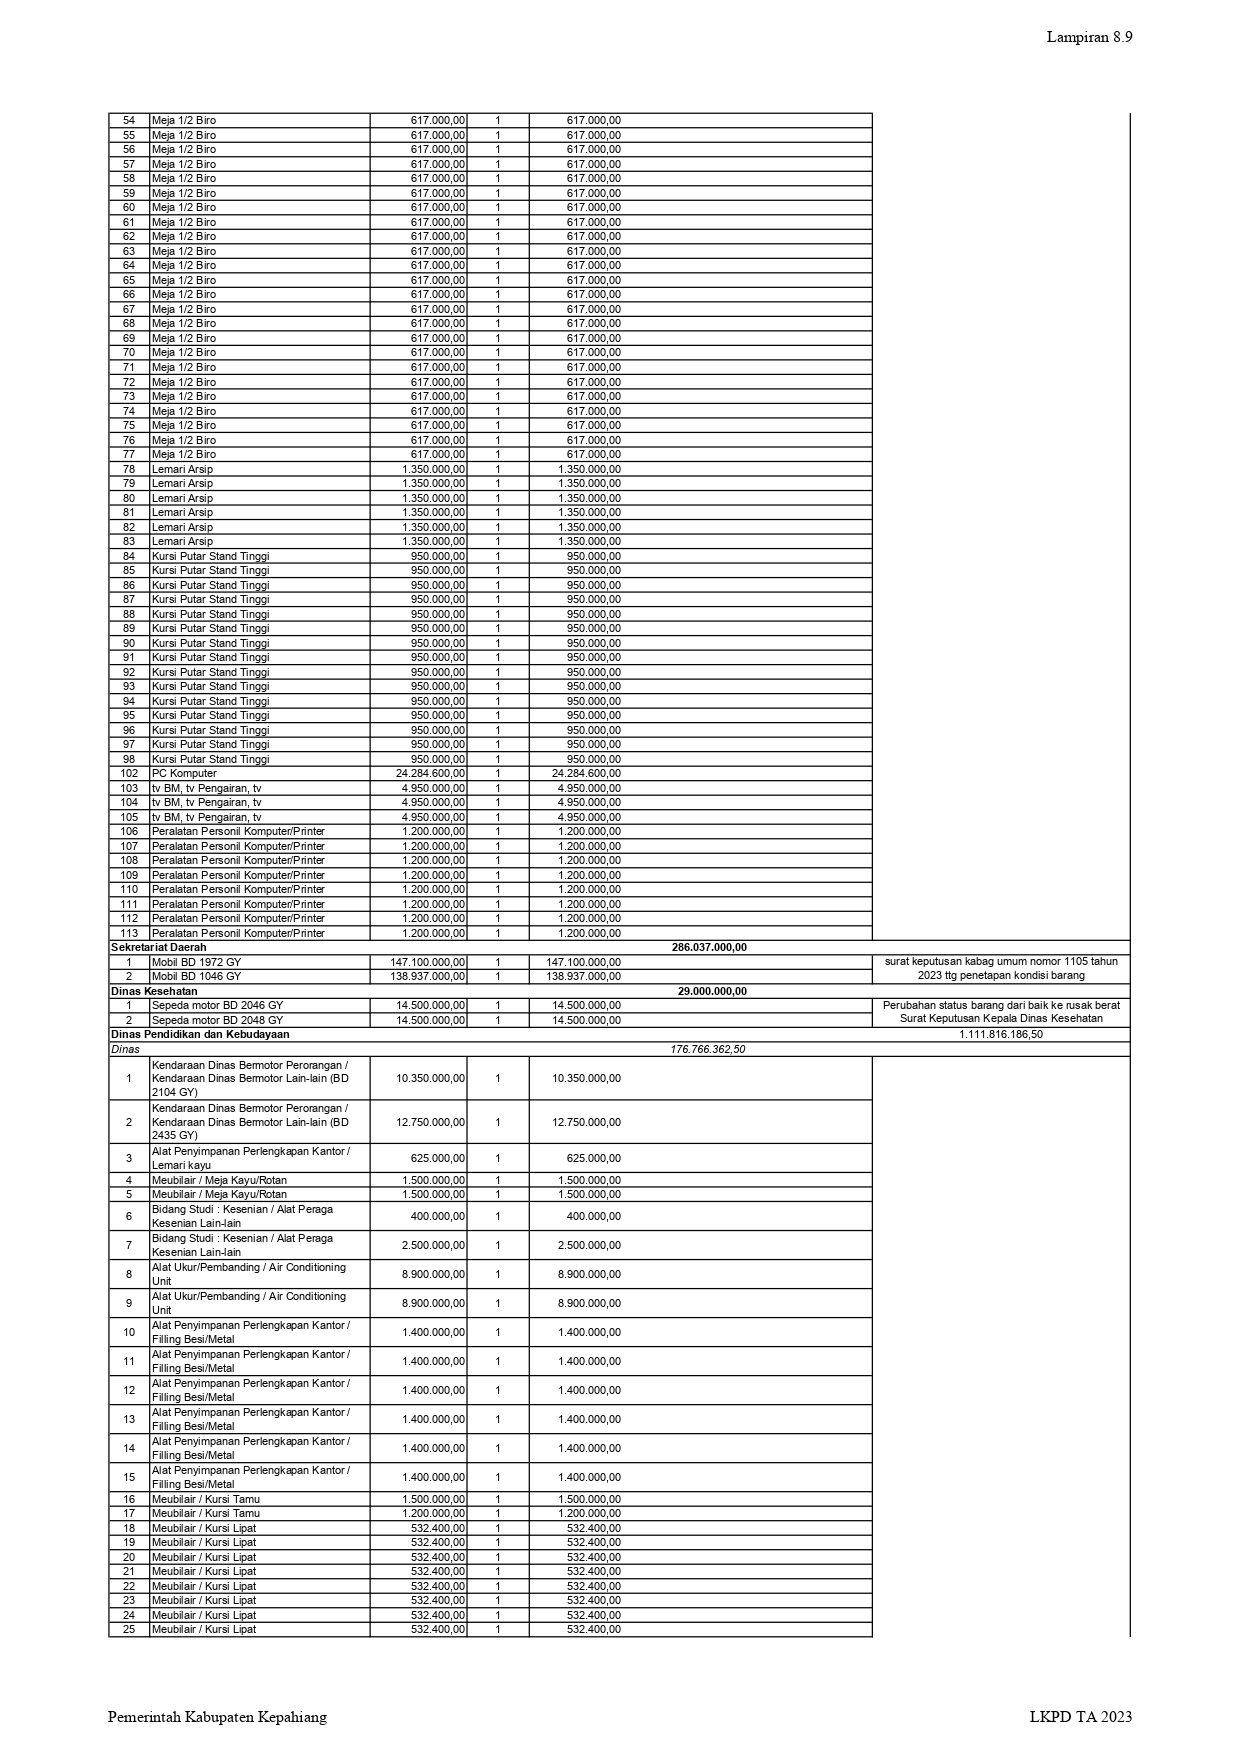 Lampiran 8.9
54 Meja 1/2 Biro 617.000,00 1 617.000,00
55 Meja 1/2 Biro 617.000,00 1 617.000,00
56 Meja 1/2 Biro 617.000,00 1 617.000,00
57 Meja 1/2 Biro 617.000,00 1 617.000,00
58 Meja 1/2 Biro 617.000,00 1 617.000,00
59 Meja 1/2 Biro 617.000,00 1 617.000,00
60 Meja 1/2 Biro 617.000,00 1 617.000,00
61 Meja 1/2 Biro 617.000,00 1 617.000,00
62 Meja 1/2 Biro 617.000,00 1 617.000,00
63 Meja 1/2 Biro 617.000,00 1 617.000,00
64 Meja 1/2 Biro 617.000,00 1 617.000,00
65 Meja 1/2 Biro 617.000,00 1 617.000,00
66 Meja 1/2 Biro 617.000,00 1 617.000,00
67 Meja 1/2 Biro 617.000,00 1 617.000,00
68 Meja 1/2 Biro 617.000,00 1 617.000,00
69 Meja 1/2 Biro 617.000,00 1 617.000,00
70 Meja 1/2 Biro 617.000,00 1 617.000,00
71 Meja 1/2 Biro 617.000,00 1 617.000,00
72 Meja 1/2 Biro 617.000,00 1 617.000,00
73 Meja 1/2 Biro 617.000,00 1 617.000,00
74 Meja 1/2 Biro 617.000,00 1 617.000,00
75 Meja 1/2 Biro 617.000,00 1 617.000,00
76 Meja 1/2 Biro 617.000,00 1 617.000,00
77 Meja 1/2 Biro 617.000,00 1 617.000,00
78 Lemari Arsip 1.350.000,00 1 1.350.000,00
79 Lemari Arsip 1.350.000,00 1 1.350.000,00
80 Lemari Arsip 1.350.000,00 1 1.350.000,00
81 Lemari Arsip 1.350.000,00 1 1.350.000,00
82 Lemari Arsip 1.350.000,00 1 1.350.000,00
83 Lemari Arsip 1.350.000,00 1 1.350.000,00
84 Kursi Putar Stand Tinggi 950.000,00 1 950.000,00
85 Kursi Putar Stand Tinggi 950.000,00 1 950.000,00
86 Kursi Putar Stand Tinggi 950.000,00 1 950.000,00
87 Kursi Putar Stand Tinggi 950.000,00 1 950.000,00
88 Kursi Putar Stand Tinggi 950.000,00 1 950.000,00
89 Kursi Putar Stand Tinggi 950.000,00 1 950.000,00
90 Kursi Putar Stand Tinggi 950.000,00 1 950.000,00
91 Kursi Putar Stand Tinggi 950.000,00 1 950.000,00
92 Kursi Putar Stand Tinggi 950.000,00 1 950.000,00
93 Kursi Putar Stand Tinggi 950.000,00 1 950.000,00
94 Kursi Putar Stand Tinggi 950.000,00 1 950.000,00
95 Kursi Putar Stand Tinggi 950.000,00 1 950.000,00
96 Kursi Putar Stand Tinggi 950.000,00 1 950.000,00
97 Kursi Putar Stand Tinggi 950.000,00 1 950.000,00
98 Kursi Putar Stand Tinggi 950.000,00 1 950.000,00
102 PC Komputer 24.284.600,00 1 24.284.600,00
103 tv BM, tv Pengairan, tv 4.950.000,00 1 4.950.000,00
104 tv BM, tv Pengairan, tv 4.950.000,00 1 4.950.000,00
105 tv BM, tv Pengairan, tv 4.950.000,00 1 4.950.000,00
106 Peralatan Personil Komputer/Printer 1.200.000,00 1 1.200.000,00
107 Peralatan Personil Komputer/Printer 1.200.000,00 1 1.200.000,00
108 Peralatan Personil Komputer/Printer 1.200.000,00 1 1.200.000,00
109 Peralatan Personil Komputer/Printer 1.200.000,00 1 1.200.000,00
110 Peralatan Personil Komputer/Printer 1.200.000,00 1 1.200.000,00
111 Peralatan Personil Komputer/Printer 1.200.000,00 1 1.200.000,00
112 Peralatan Personil Komputer/Printer 1.200.000,00 1 1.200.000,00
113 Peralatan Personil Komputer/Printer 1.200.000,00 1 1.200.000,00
Sekretariat Daerah 286.037.000,00
1 Mobil BD 1972 GY 147.100.000,00 1 147.100.000,00 surat keputusan kabag umum nomor 1105 tahun
2 Mobil BD 1046 GY 138.937.000,00 1 138.937.000,00 2023 ttg penetapan kondisi barang
Dinas Kesehatan 29.000.000,00
1 Sepeda motor BD 2046 GY 14.500.000,00 1 14.500.000,00 Perubahan status barang dari baik ke rusak berat
2 Sepeda motor BD 2048 GY 14.500.000,00 1 14.500.000,00 Surat Keputusan Kepala Dinas Kesehatan
Dinas Pendidikan dan Kebudayaan 1.111.816.186,50
Dinas 176.766.362,50
Kendaraan Dinas Bermotor Perorangan /
1 Kendaraan Dinas Bermotor Lain-lain (BD 10.350.000,00 1 10.350.000,00
2104 GY)
Kendaraan Dinas Bermotor Perorangan /
2 Kendaraan Dinas Bermotor Lain-lain (BD 12.750.000,00 1 12.750.000,00
2435 GY)
3 Alat Penyimpanan Perlengkapan Kantor / 625.000,00 1 625.000,00
Lemari kayu
4 Meubilair / Meja Kayu/Rotan 1.500.000,00 1 1.500.000,00
5 Meubilair / Meja Kayu/Rotan 1.500.000,00 1 1.500.000,00
6 Bidang Studi : Kesenian / Alat Peraga 400.000,00 1 400.000,00
Kesenian Lain-lain
7 Bidang Studi : Kesenian / Alat Peraga 2.500.000,00 1 2.500.000,00
Kesenian Lain-lain
8 Alat Ukur/Pembanding / Air Conditioning 8.900.000,00 1 8.900.000,00
Unit
9 Alat Ukur/Pembanding / Air Conditioning 8.900.000,00 1 8.900.000,00
Unit
10 Alat Penyimpanan Perlengkapan Kantor / 1.400.000,00 1 1.400.000,00
Filling Besi/Metal
11 Alat Penyimpanan Perlengkapan Kantor / 1.400.000,00 1 1.400.000,00
Filling Besi/Metal
12 Alat Penyimpanan Perlengkapan Kantor / 1.400.000,00 1 1.400.000,00
Filling Besi/Metal
13 Alat Penyimpanan Perlengkapan Kantor / 1.400.000,00 1 1.400.000,00
Filling Besi/Metal
14 Alat Penyimpanan Perlengkapan Kantor / 1.400.000,00 1 1.400.000,00
Filling Besi/Metal
15 Alat Penyimpanan Perlengkapan Kantor / 1.400.000,00 1 1.400.000,00
Filling Besi/Metal
16 Meubilair / Kursi Tamu 1.500.000,00 1 1.500.000,00
17 Meubilair / Kursi Tamu 1.200.000,00 1 1.200.000,00
18 Meubilair / Kursi Lipat 532.400,00 1 532.400,00
19 Meubilair / Kursi Lipat 532.400,00 1 532.400,00
20 Meubilair / Kursi Lipat 532.400,00 1 532.400,00
21 Meubilair / Kursi Lipat 532.400,00 1 532.400,00
22 Meubilair / Kursi Lipat 532.400,00 1 532.400,00
23 Meubilair / Kursi Lipat 532.400,00 1 532.400,00
24 Meubilair / Kursi Lipat 532.400,00 1 532.400,00
25 Meubilair / Kursi Lipat 532.400,00 1 532.400,00
Pemerintah Kabupaten Kepahiang LKPD TA 2023